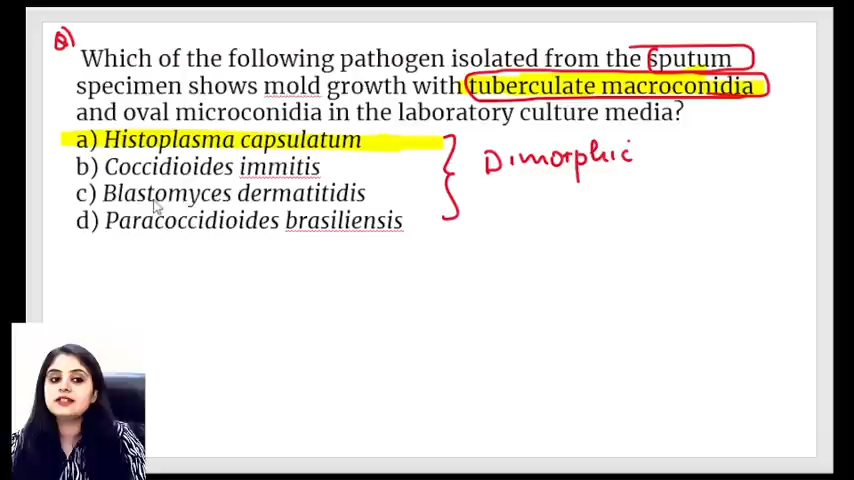 Q)
Which of the following pathogen isolated from the sputum
specimen shows mold growth with tuberculate macroconidia
and oval microconidia in the laboratory culture media?
a) Histoplasma capsulatum
b) Coccidioides immitis
c) Blastomyces dermatitidis
d) Paracoccidioides brasiliensis
Dimorphic